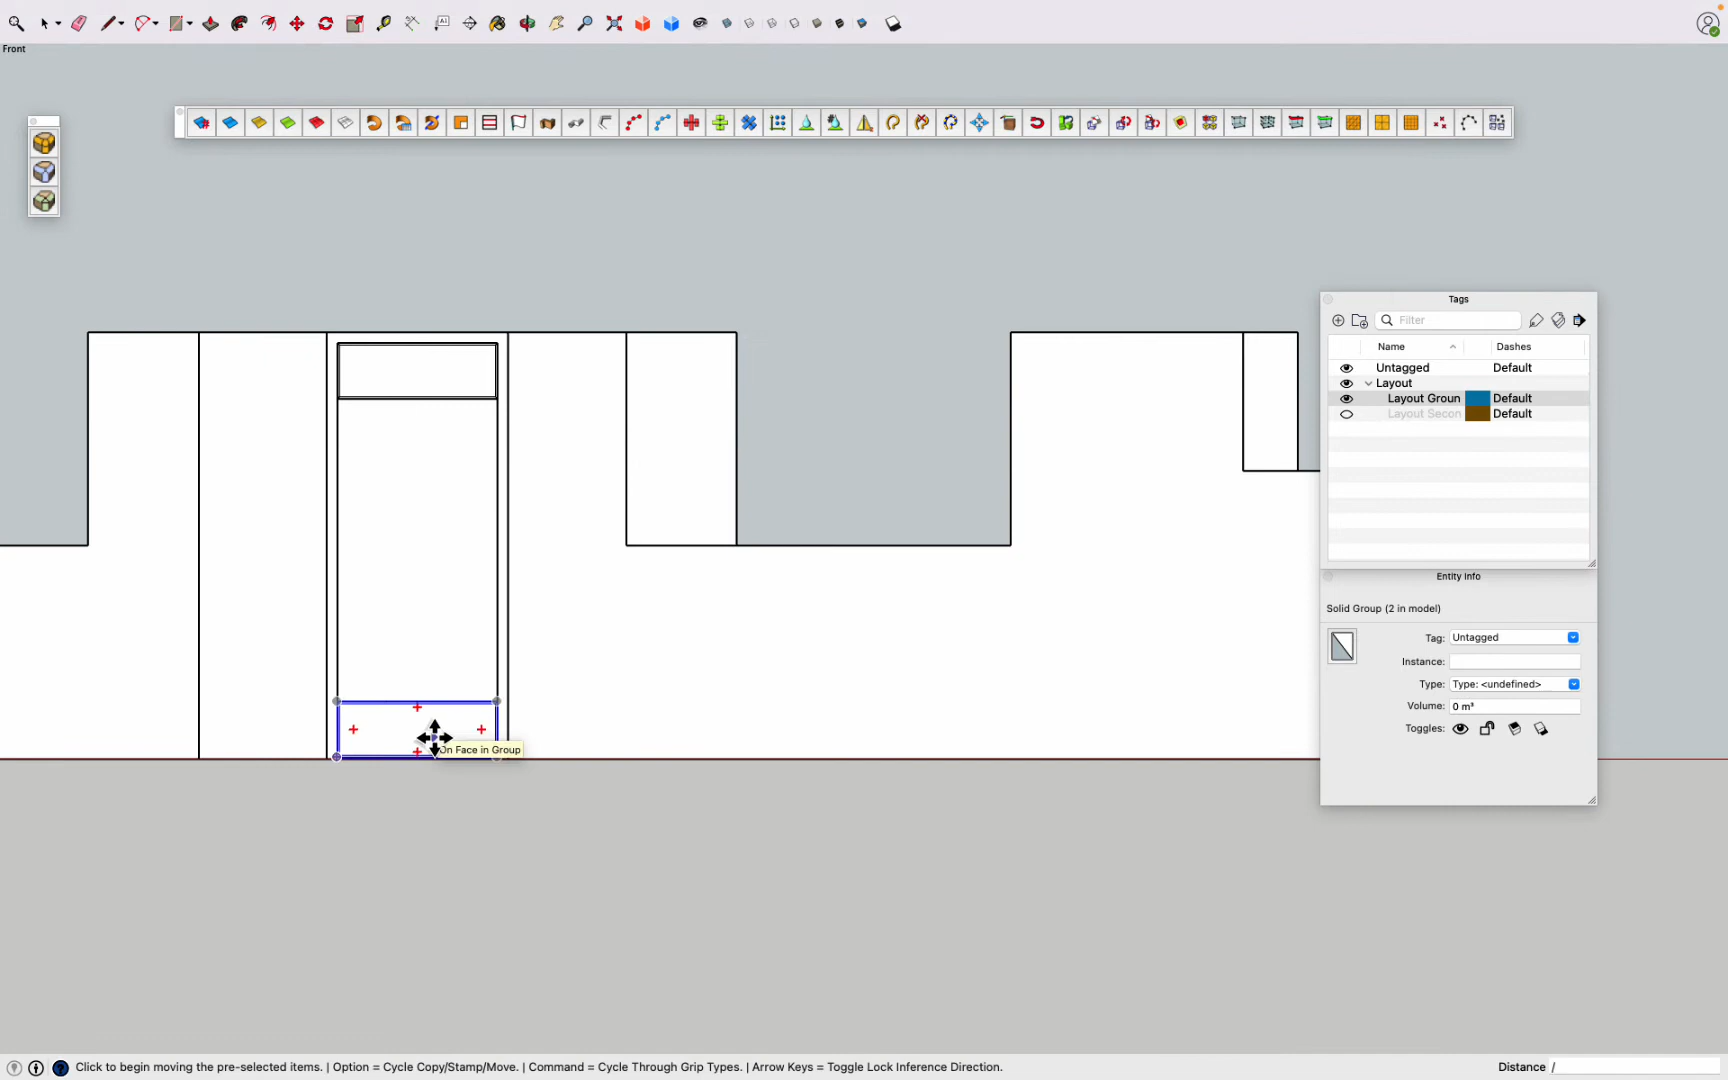 Front
Tags
Filter
Name
Dashes
Untagged
Default
Layout
Layout Groun
Default
Layout Secon
Default
Entity Info
Solid Group (2 in model)
Tag:
Untagged
Instance:
Type:
Type: <undefined>
Volume:
0 m³
Toggles:
On Face in Group
Click to begin moving the pre-selected items. | Option = Cycle Copy/Stamp/Move. | Command = Cycle Through Grip Types. | Arrow Keys = Toggle Lock Inference Direction.
Distance
/